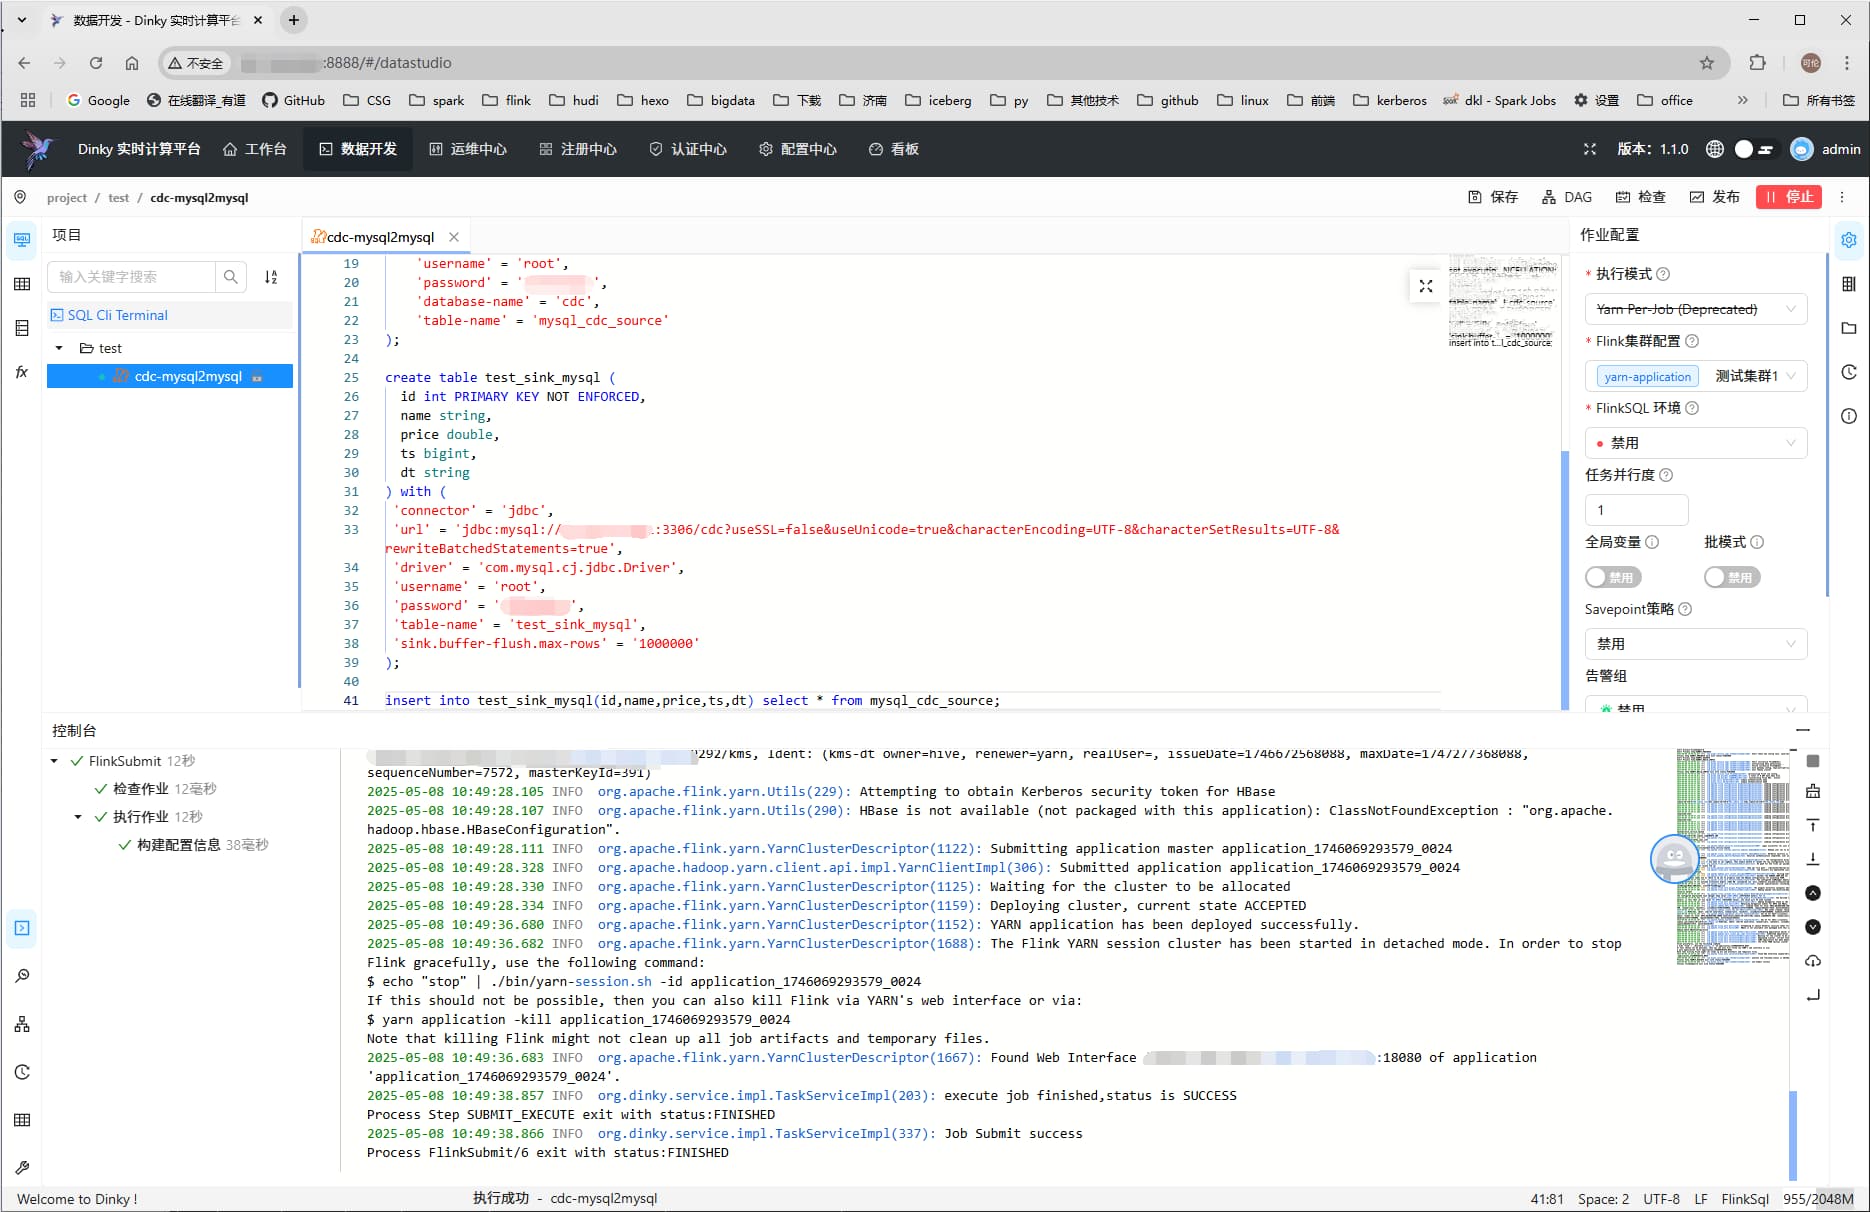 数据开发 - Dinky 实时计算平台
不安全 :8888/#/datastudio
Google 在线翻译_有道 GitHub CSG spark flink hudi hexo bigdata 下载 济南 iceberg py 其他技术 github linux 前端 kerberos dkl - Spark Jobs 设置 office 所有书签
Dinky 实时计算平台 工作台 数据开发 运维中心 注册中心 认证中心 配置中心 看板 版本：1.1.0 admin
project / test / cdc-mysql2mysql 保存 DAG 检查 发布 停止
项目
输入关键字搜索
SQL Cli Terminal
test
cdc-mysql2mysql
cdc-mysql2mysql
19 'username' = 'root',
20 'password' = ' ',
21 'database-name' = 'cdc',
22 'table-name' = 'mysql_cdc_source'
23 );
24
25 create table test_sink_mysql (
26 id int PRIMARY KEY NOT ENFORCED,
27 name string,
28 price double,
29 ts bigint,
30 dt string
31 ) with (
32 'connector' = 'jdbc',
33 'url' = 'jdbc:mysql:// :3306/cdc?useSSL=false&useUnicode=true&characterEncoding=UTF-8&characterSetResults=UTF-8&
rewriteBatchedStatements=true',
34 'driver' = 'com.mysql.cj.jdbc.Driver',
35 'username' = 'root',
36 'password' = ' ',
37 'table-name' = 'test_sink_mysql',
38 'sink.buffer-flush.max-rows' = '1000000'
39 );
40
41 insert into test_sink_mysql(id,name,price,ts,dt) select * from mysql_cdc_source;
作业配置
* 执行模式
Yarn Per-Job (Deprecated)
* Flink集群配置
yarn-application 测试集群1
* FlinkSQL 环境
禁用
任务并行度
1
全局变量 批模式
禁用 禁用
Savepoint策略
禁用
告警组
禁用
控制台
FlinkSubmit 12秒
检查作业 12毫秒
执行作业 12秒
构建配置信息 38毫秒
292/kms, Ident: (kms-dt owner=hive, renewer=yarn, realUser=, issueDate=1746672568088, maxDate=1747277368088,
sequenceNumber=7572, masterKeyId=391)
2025-05-08 10:49:28.105 INFO org.apache.flink.yarn.Utils(229): Attempting to obtain Kerberos security token for HBase
2025-05-08 10:49:28.107 INFO org.apache.flink.yarn.Utils(290): HBase is not available (not packaged with this application): ClassNotFoundException : "org.apache.
hadoop.hbase.HBaseConfiguration".
2025-05-08 10:49:28.111 INFO org.apache.flink.yarn.YarnClusterDescriptor(1122): Submitting application master application_1746069293579_0024
2025-05-08 10:49:28.328 INFO org.apache.hadoop.yarn.client.api.impl.YarnClientImpl(306): Submitted application application_1746069293579_0024
2025-05-08 10:49:28.330 INFO org.apache.flink.yarn.YarnClusterDescriptor(1125): Waiting for the cluster to be allocated
2025-05-08 10:49:28.334 INFO org.apache.flink.yarn.YarnClusterDescriptor(1159): Deploying cluster, current state ACCEPTED
2025-05-08 10:49:36.680 INFO org.apache.flink.yarn.YarnClusterDescriptor(1152): YARN application has been deployed successfully.
2025-05-08 10:49:36.682 INFO org.apache.flink.yarn.YarnClusterDescriptor(1688): The Flink YARN session cluster has been started in detached mode. In order to stop
Flink gracefully, use the following command:
$ echo "stop" | ./bin/yarn-session.sh -id application_1746069293579_0024
If this should not be possible, then you can also kill Flink via YARN's web interface or via:
$ yarn application -kill application_1746069293579_0024
Note that killing Flink might not clean up all job artifacts and temporary files.
2025-05-08 10:49:36.683 INFO org.apache.flink.yarn.YarnClusterDescriptor(1667): Found Web Interface :18080 of application
'application_1746069293579_0024'.
2025-05-08 10:49:38.857 INFO org.dinky.service.impl.TaskServiceImpl(203): execute job finished,status is SUCCESS
Process Step SUBMIT_EXECUTE exit with status:FINISHED
2025-05-08 10:49:38.866 INFO org.dinky.service.impl.TaskServiceImpl(337): Job Submit success
Process FlinkSubmit/6 exit with status:FINISHED
Welcome to Dinky ! 执行成功 - cdc-mysql2mysql 41:81 Space: 2 UTF-8 LF FlinkSql 955/2048M